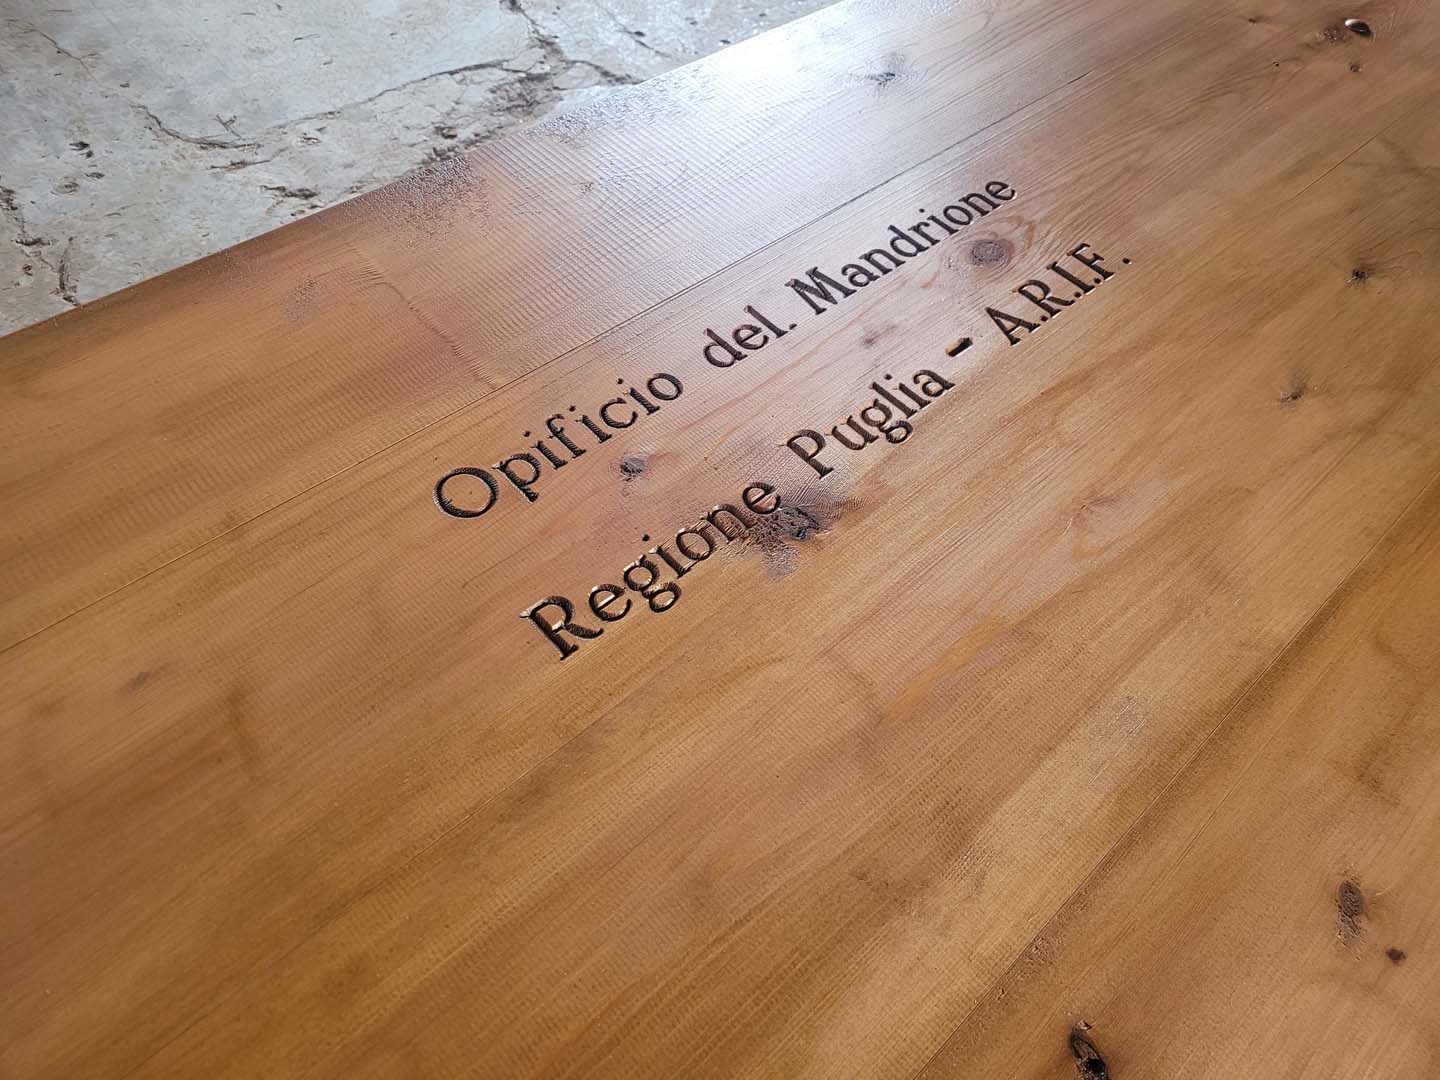 Opificio del. Mandrione
Regione Puglia - A.R.I.F.